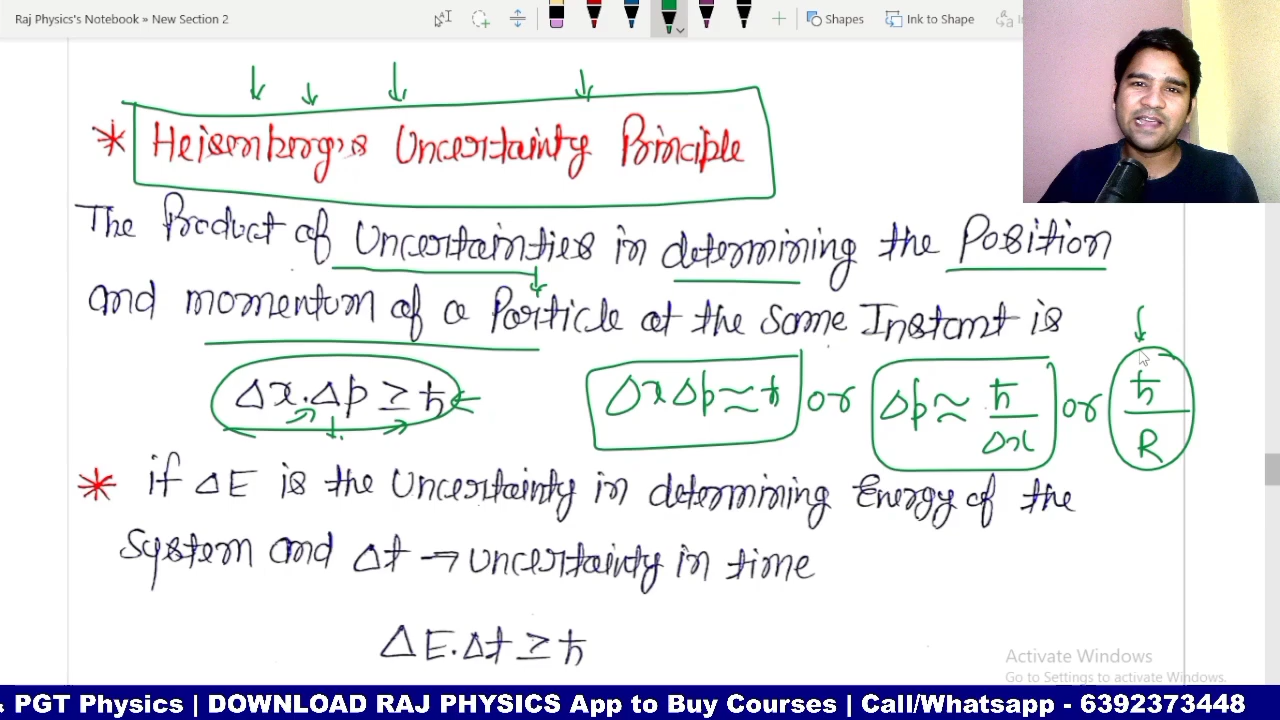 Raj Physics's Notebook » New Section 2
Shapes
Ink to Shape
* Heisenberg's Uncertainty Principle
The Product of Uncertainties in determining the Position
and momentum of a Particle at the same Instant is
Δx.Δp ≥ ħ Δx Δp ≈ ħ or Δp ≈ ħ/Δx or ħ/R
* if ΔE is the Uncertainty in determining Energy of the
System and Δt → uncertainty in time
ΔE.Δt ≥ ħ
Activate Windows
Go to Settings to activate Windows.
PGT Physics | DOWNLOAD RAJ PHYSICS App to Buy Courses | Call/Whatsapp - 6392373448